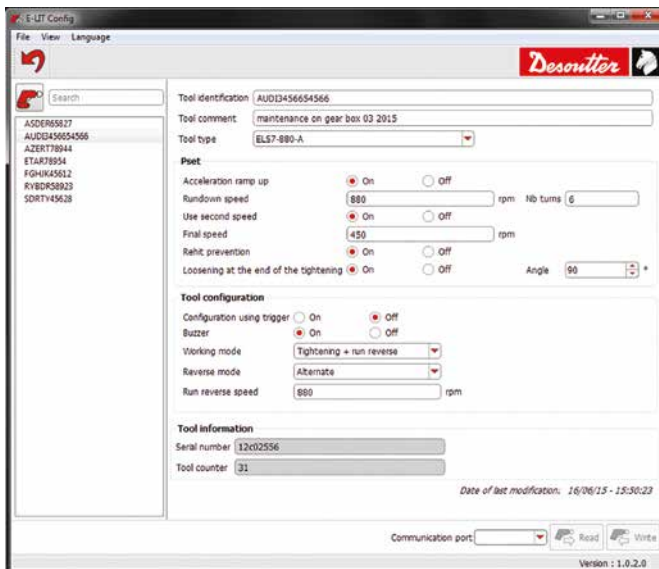 E-LIT Config
File View Language
Desoutter
Search
ASDER65827
AUDI3456654566
AZERT78944
ETAR78954
FGHJK45612
RYBDR58923
SDRTY45628
Tool identification AUDI3456654566
Tool comment maintenance on gear box 03 2015
Tool type ELS7-880-A
Pset
Acceleration ramp up On Off
Rundown speed 880 rpm Nb turns 6
Use second speed On Off
Final speed 450 rpm
Rehit prevention On Off
Loosening at the end of the tightening On Off Angle 90 °
Tool configuration
Configuration using trigger On Off
Buzzer On Off
Working mode Tightening + run reverse
Reverse mode Alternate
Run reverse speed 880 rpm
Tool information
Serial number 12c02556
Tool counter 31
Date of last modification: 16/06/15 - 15:50:23
Communication port Read Write
Version : 1.0.2.0